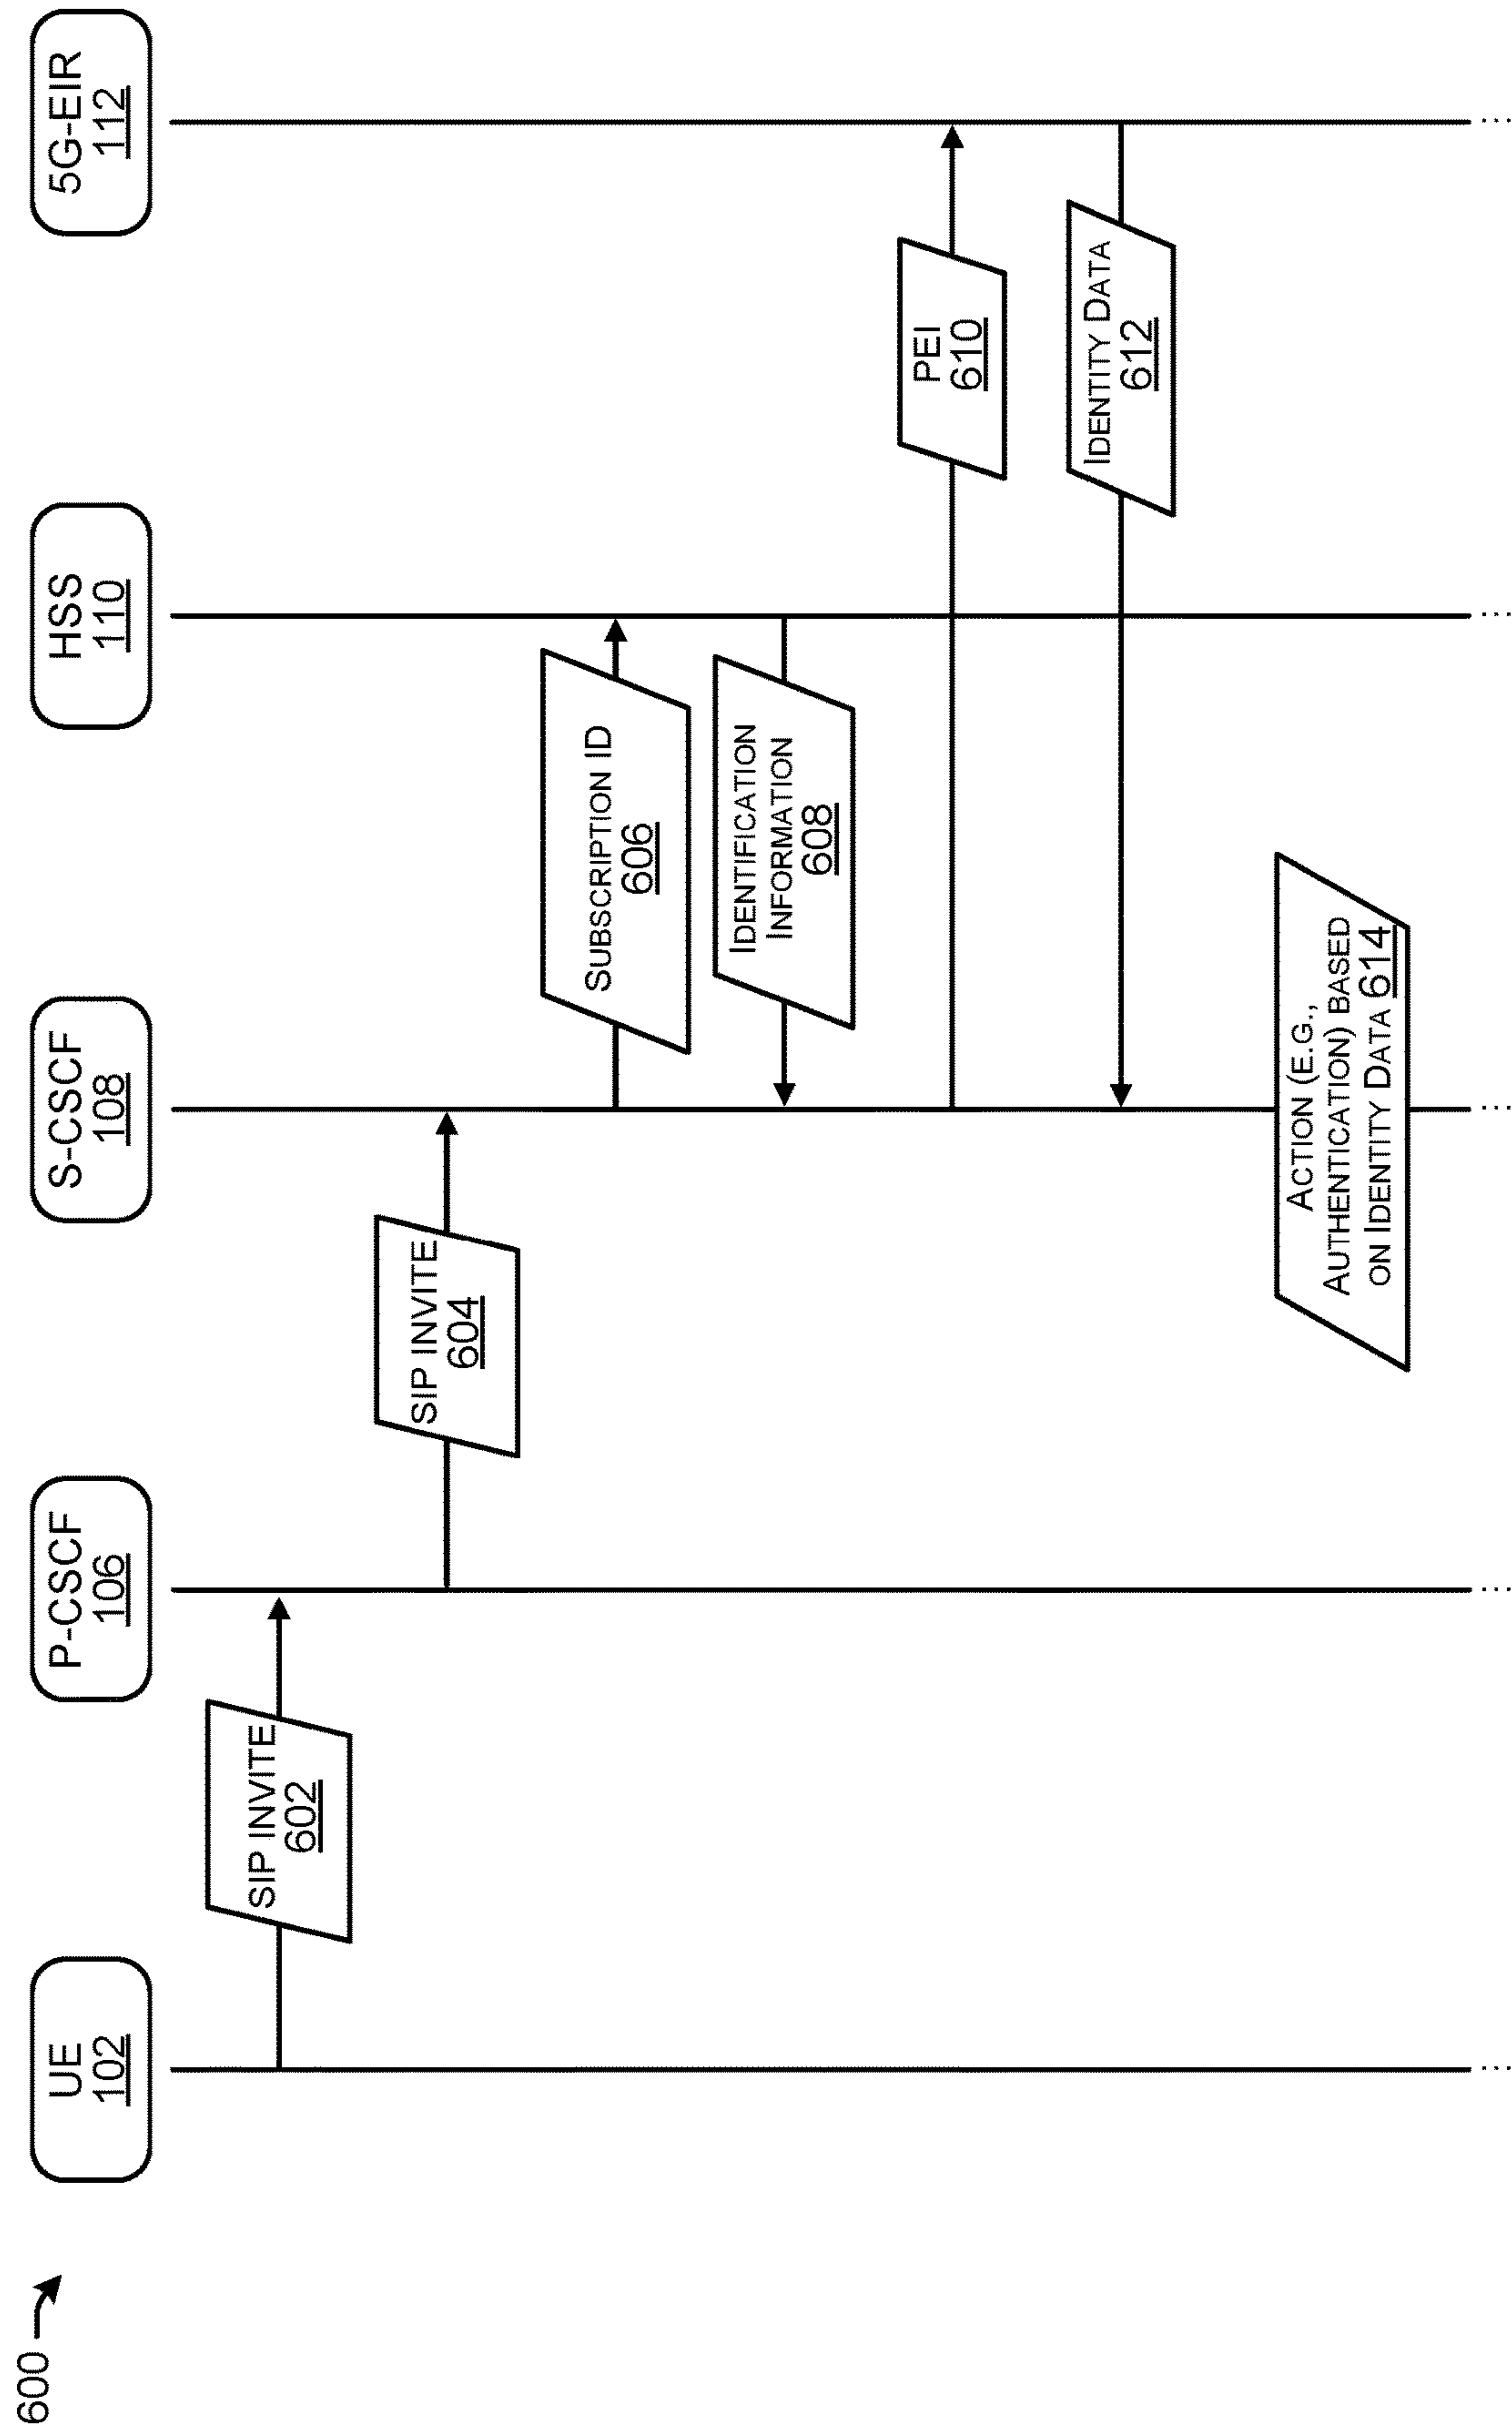 600
UE
102
P-CSCF
106
S-CSCF
108
HSS
110
5G-EIR
112
SIP INVITE
602
SIP INVITE
604
SUBSCRIPTION ID
606
IDENTIFICATION
INFORMATION
608
PEI
610
IDENTITY DATA
612
ACTION (E.G.,
AUTHENTICATION) BASED
ON IDENTITY DATA 614
...
...
...
...
...